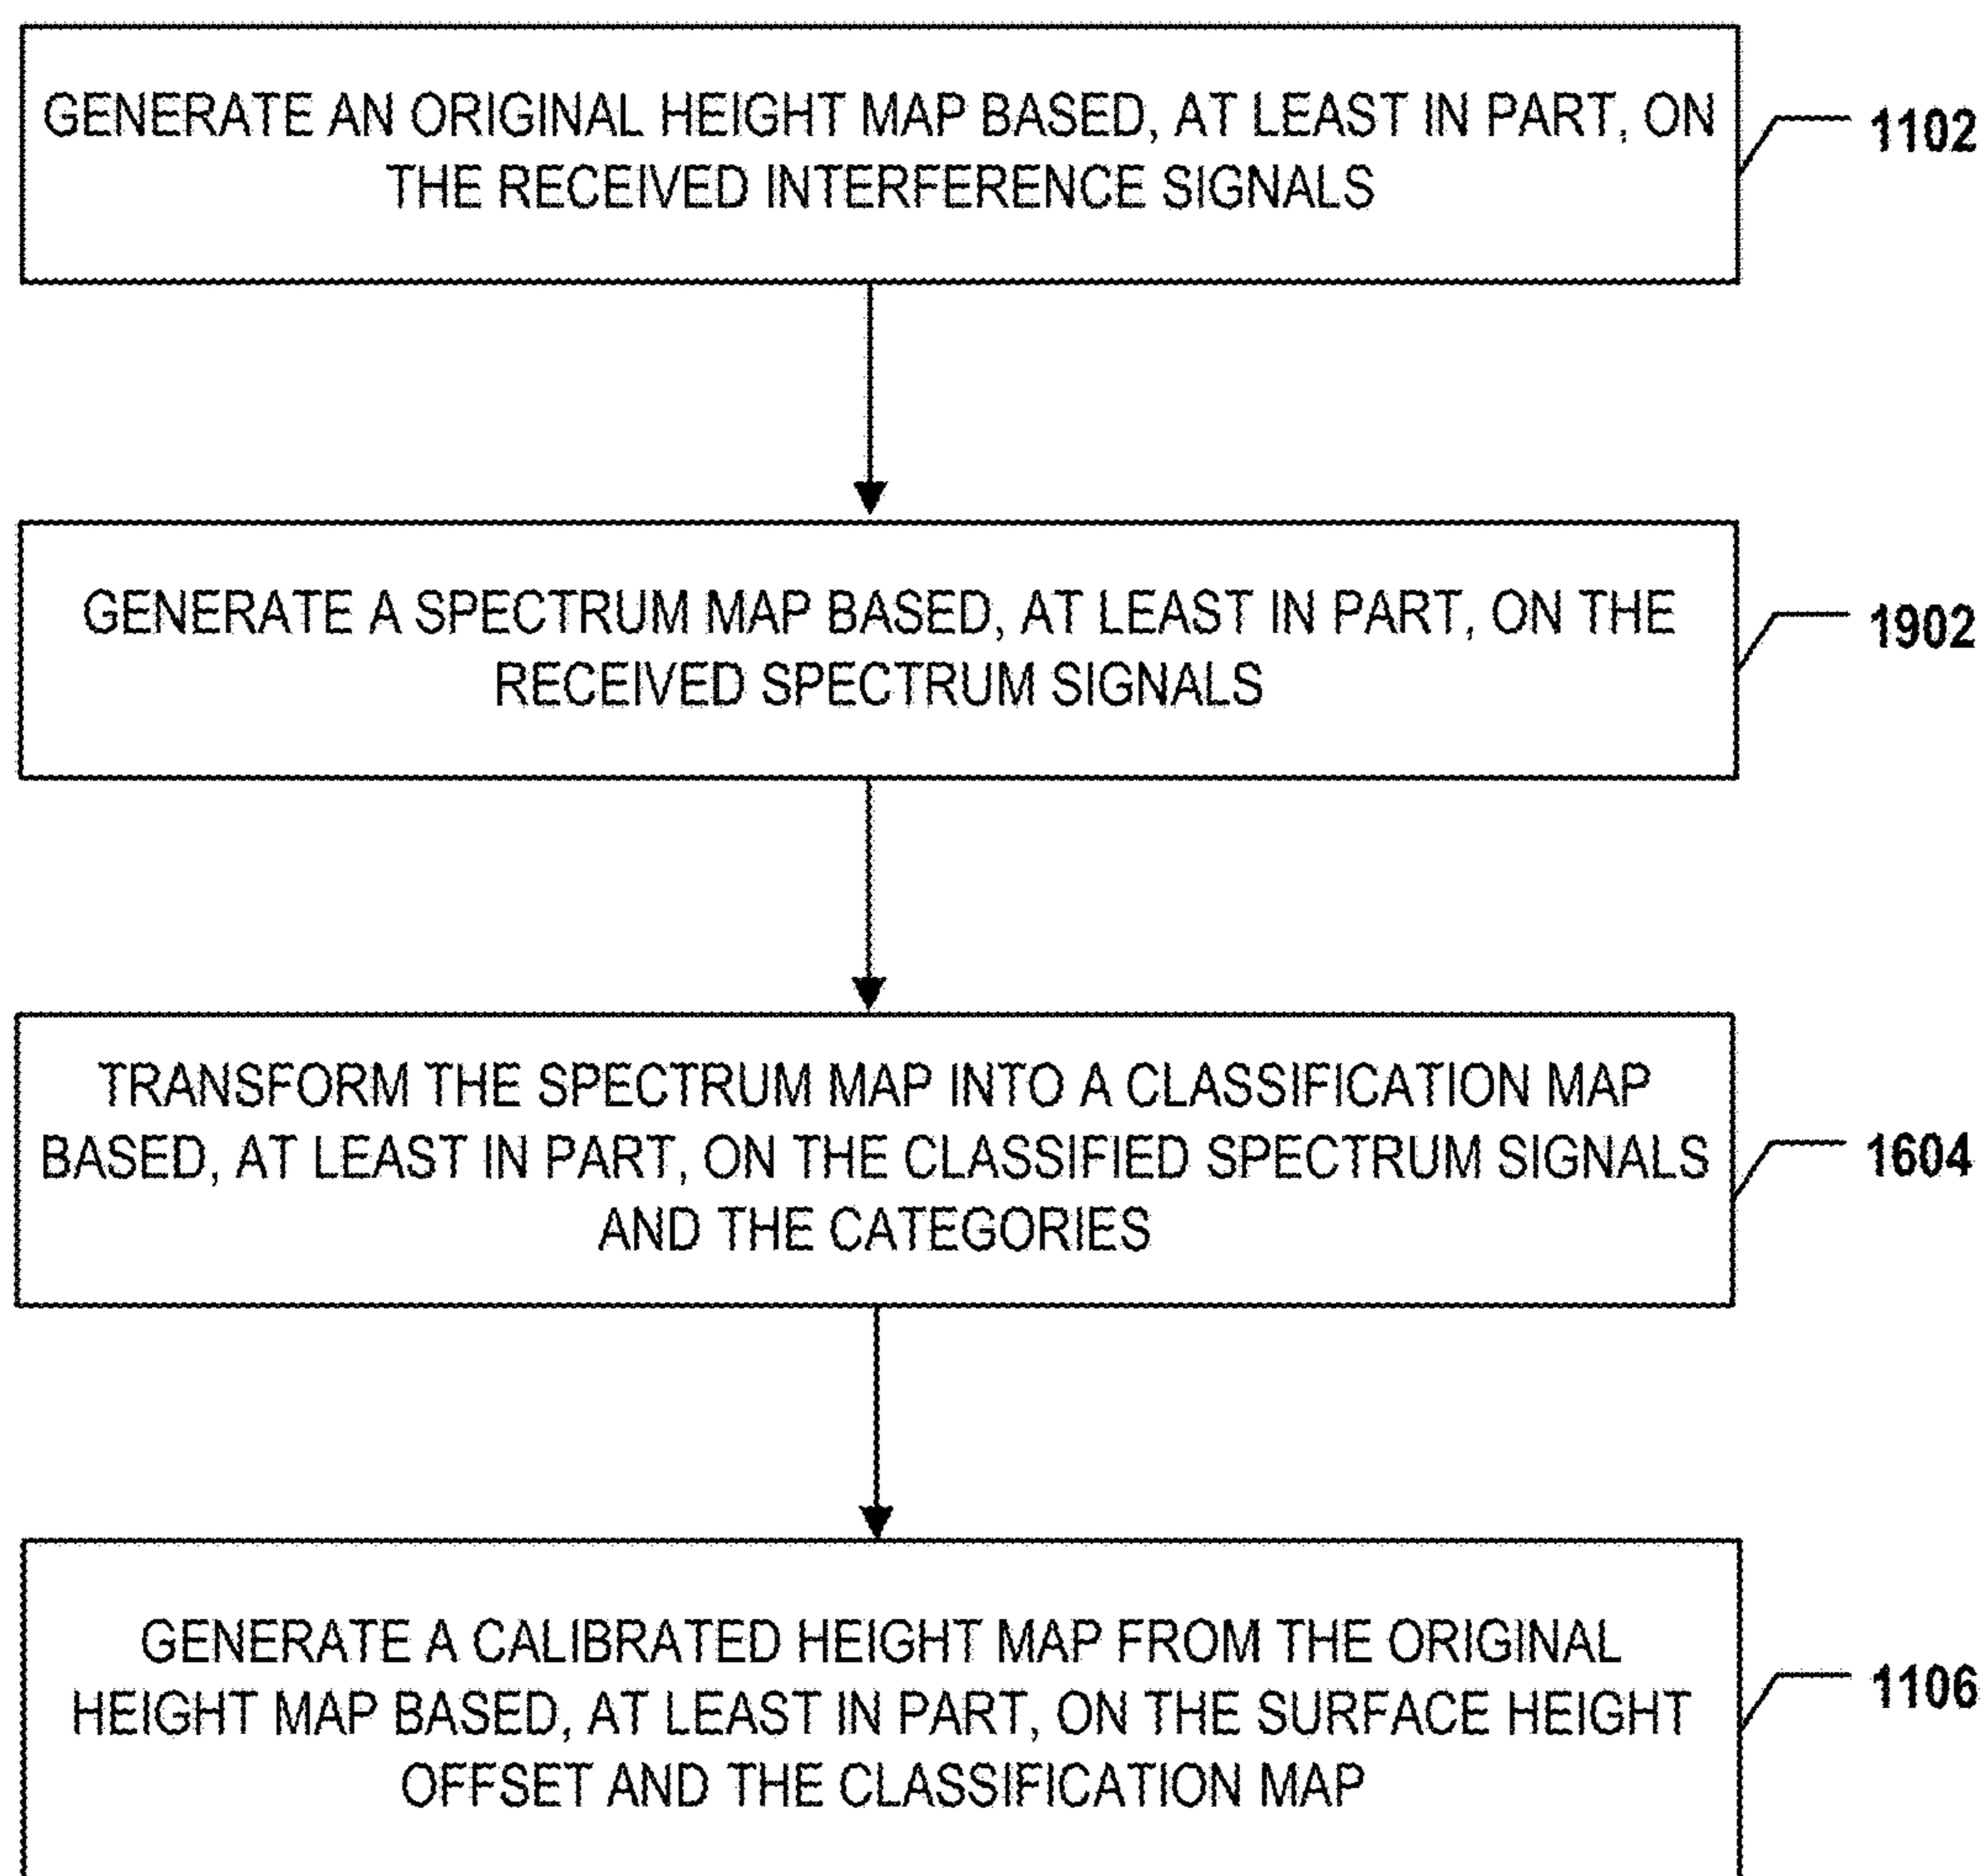 GENERATE AN ORIGINAL HEIGHT MAP BASED, AT LEAST IN PART, ON
THE RECEIVED INTERFERENCE SIGNALS
1102
GENERATE A SPECTRUM MAP BASED, AT LEAST IN PART, ON THE
RECEIVED SPECTRUM SIGNALS
1902
TRANSFORM THE SPECTRUM MAP INTO A CLASSIFICATION MAP
BASED, AT LEAST IN PART, ON THE CLASSIFIED SPECTRUM SIGNALS
AND THE CATEGORIES
1604
GENERATE A CALIBRATED HEIGHT MAP FROM THE ORIGINAL
HEIGHT MAP BASED, AT LEAST IN PART, ON THE SURFACE HEIGHT
OFFSET AND THE CLASSIFICATION MAP
1106